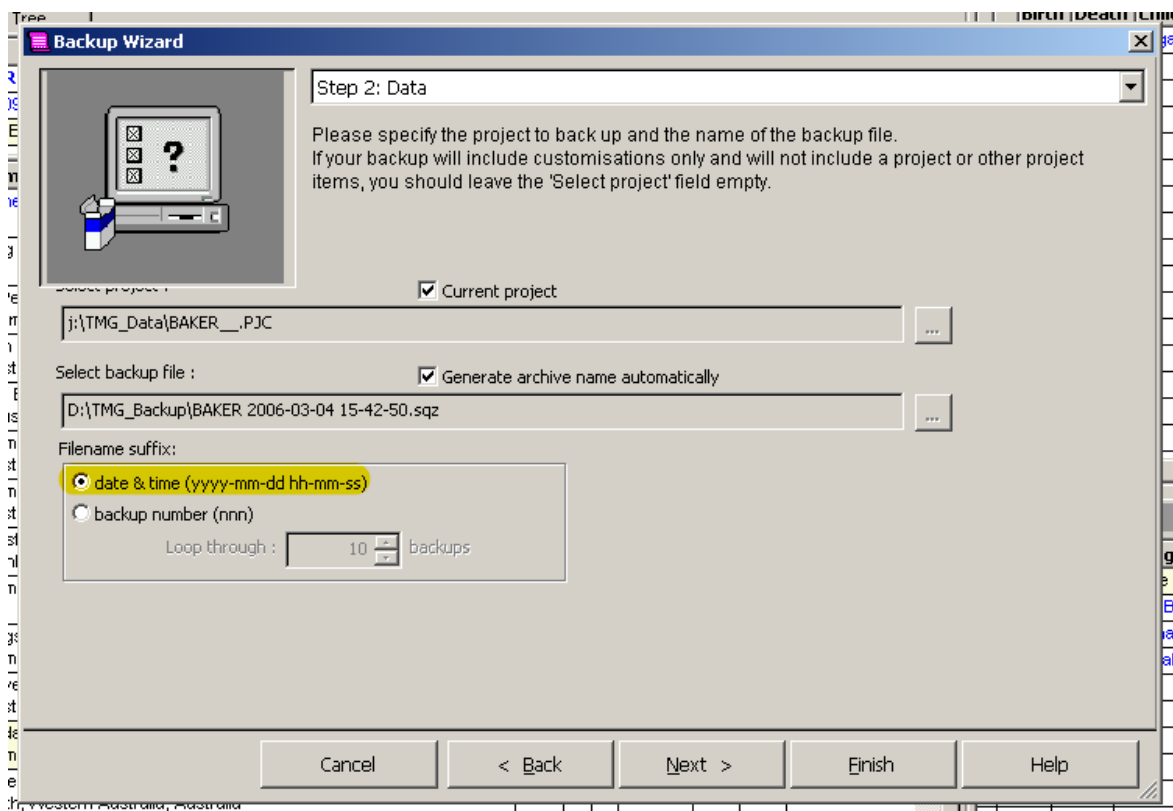 Tree
Birth Death
Backup Wizard
Step 2: Data
Please specify the project to back up and the name of the backup file.
If your backup will include customisations only and will not include a project or other project
items, you should leave the 'Select project' field empty.
Select project :
Current project
j:\TMG_Data\BAKER__.PJC
...
Select backup file :
Generate archive name automatically
D:\TMG_Backup\BAKER 2006-03-04 15-42-50.sqz
...
Filename suffix:
date & time (yyyy-mm-dd hh-mm-ss)
backup number (nnn)
Loop through : 10 backups
Cancel < Back Next > Finish Help
Western Australia, Australia